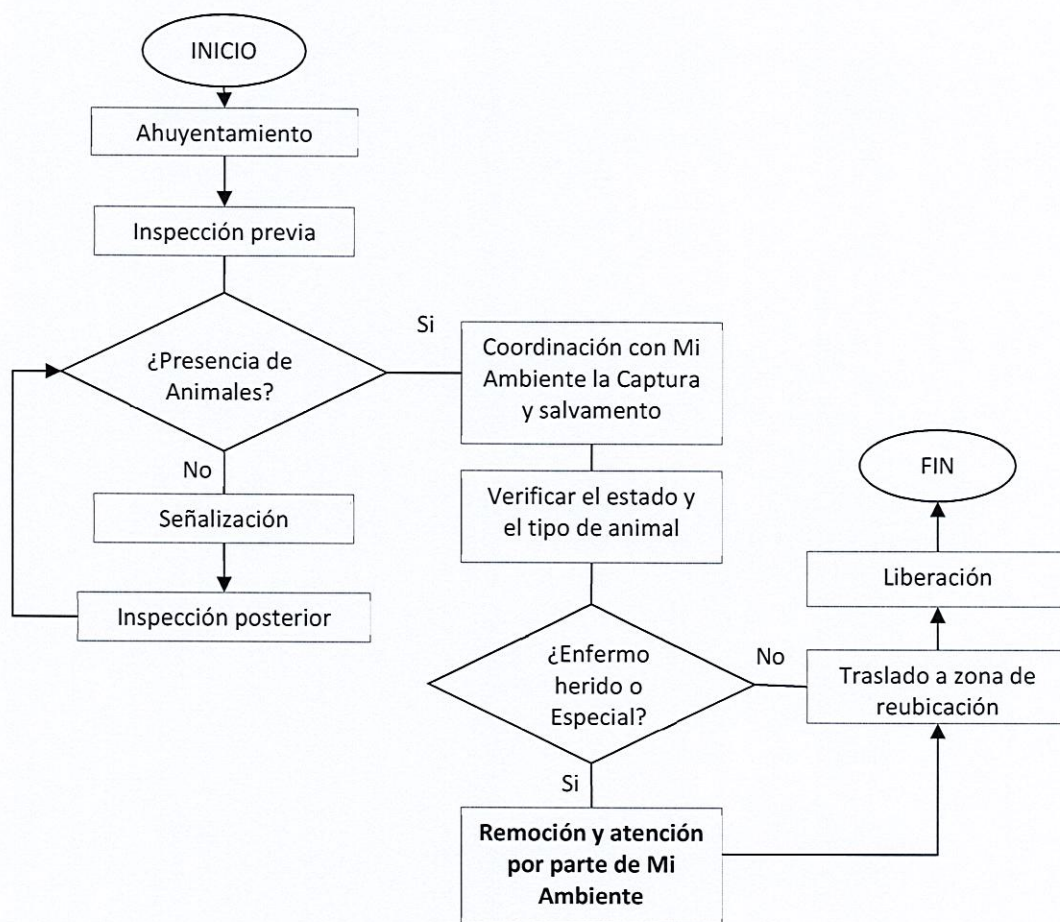 INICIO
Ahuyentamiento
Inspección previa
¿Presencia de
Animales?
Si
No
Señalización
Inspección posterior
Coordinación con Mi
Ambiente la Captura
y salvamento
Verificar el estado y
el tipo de animal
¿Enfermo
herido o
Especial?
No
Si
Remoción y atención
por parte de Mi
Ambiente
Traslado a zona de
reubicación
Liberación
FIN